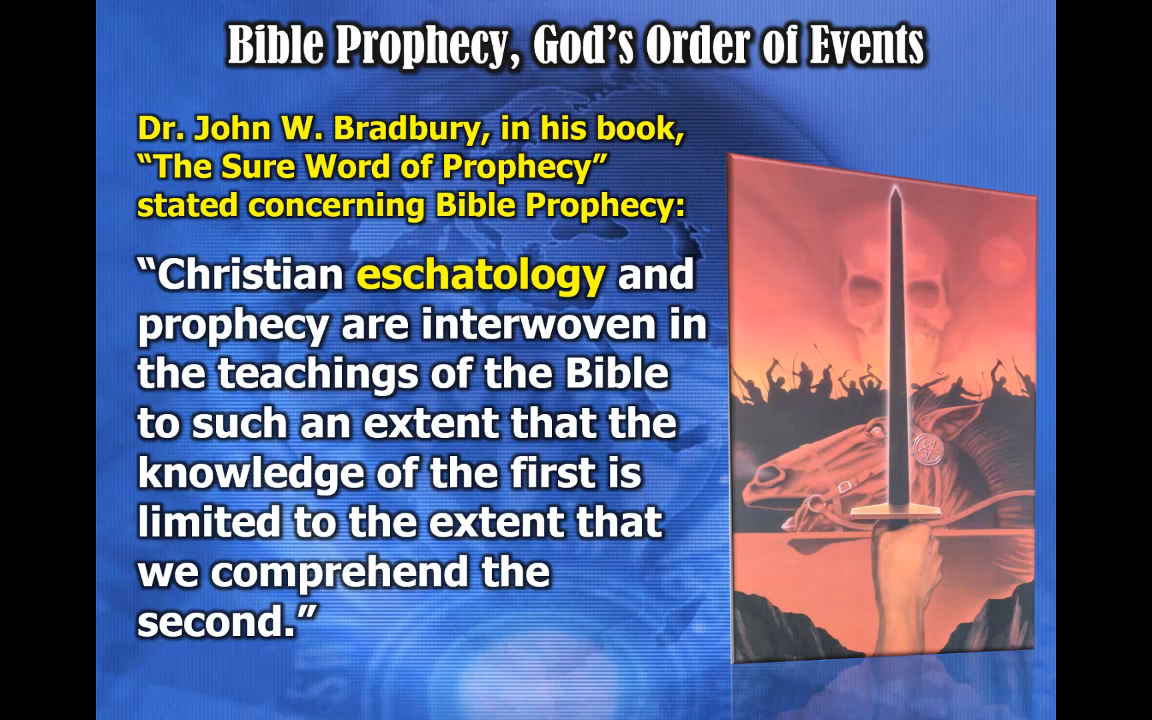 Bible Prophecy, God’s Order of Events
Dr. John W. Bradbury, in his book,
“The Sure Word of Prophecy”
stated concerning Bible Prophecy:
“Christian eschatology and
prophecy are interwoven in
the teachings of the Bible
to such an extent that the
knowledge of the first is
limited to the extent that
we comprehend the
second.”